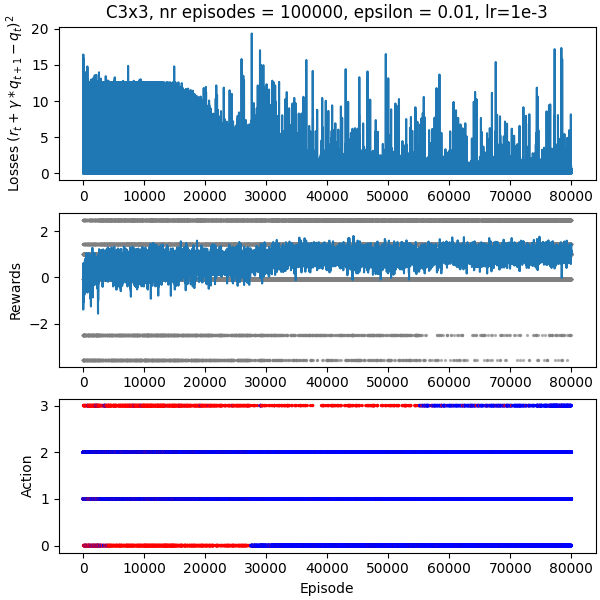 C3x3, nr episodes = 100000, epsilon = 0.01, lr=1e-3
Losses $(r_t + \gamma * q_{t+1} - q_t)^2$
20
15
10
5
0
0 10000 20000 30000 40000 50000 60000 70000 80000
Rewards
2
0
−2
0 10000 20000 30000 40000 50000 60000 70000 80000
Action
3
2
1
0
0 10000 20000 30000 40000 50000 60000 70000 80000
Episode